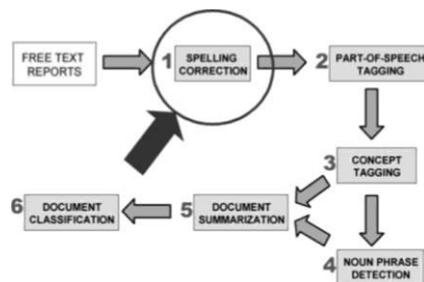 FREE TEXT
REPORTS
1
SPELLING
CORRECTION
2
PART-OF-SPEECH
TAGGING
3
CONCEPT
TAGGING
6
DOCUMENT
CLASSIFICATION
5
DOCUMENT
SUMMARIZATION
4
NOUN PHRASE
DETECTION